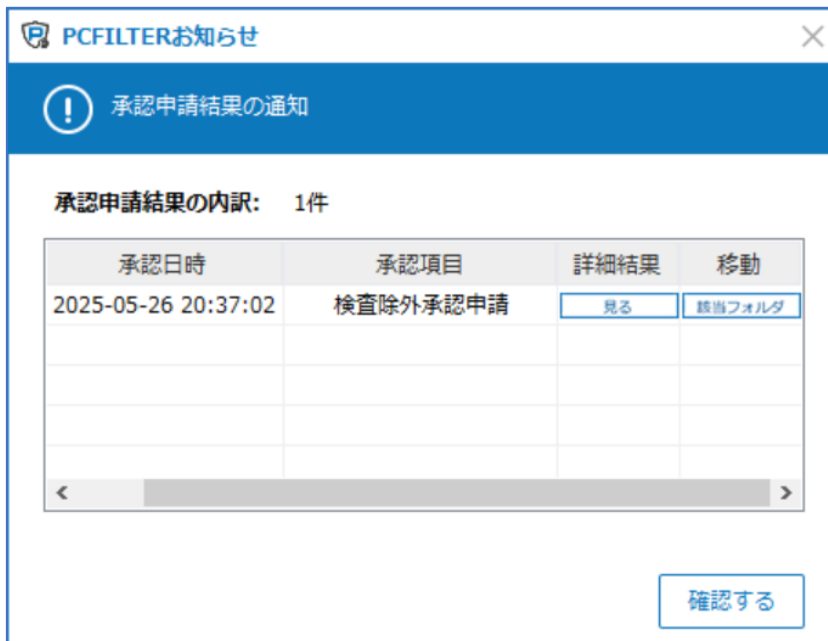 PCFILTERお知らせ
承認申請結果の通知
承認申請結果の内訳: 1件
承認日時 承認項目 詳細結果 移動
2025-05-26 20:37:02 検査除外承認申請 見る 該当フォルダ
確認する